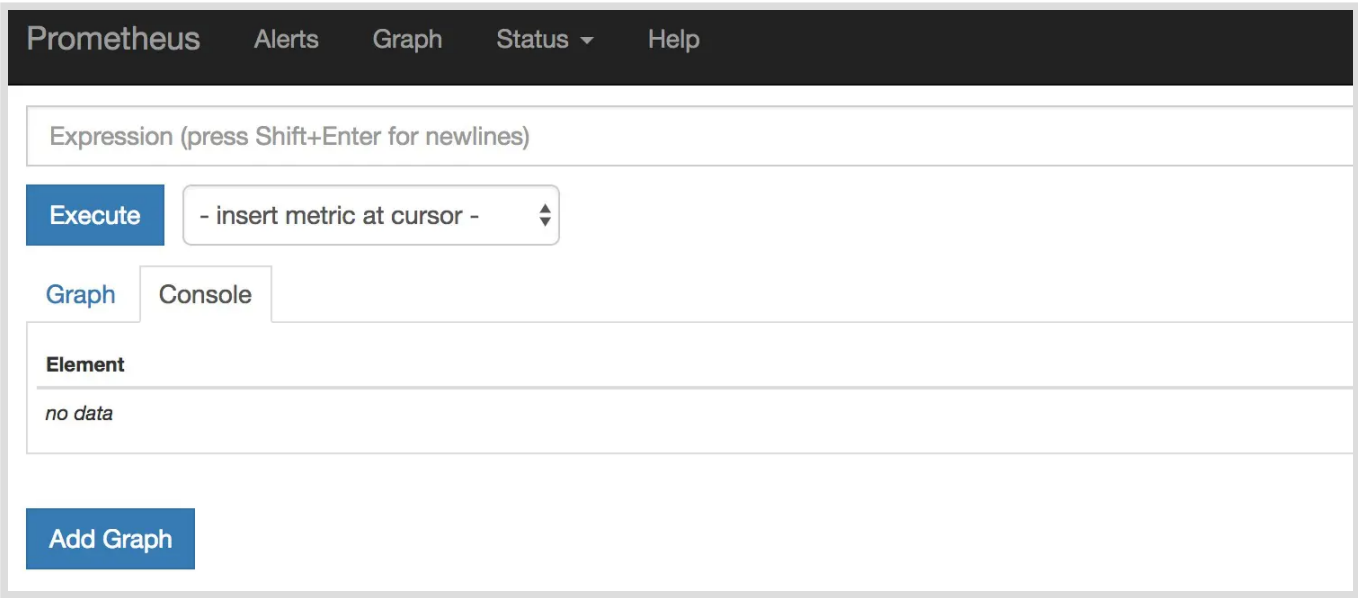 Prometheus Alerts Graph Status Help
Expression (press Shift+Enter for newlines)
Execute - insert metric at cursor -
Graph Console
Element
no data
Add Graph